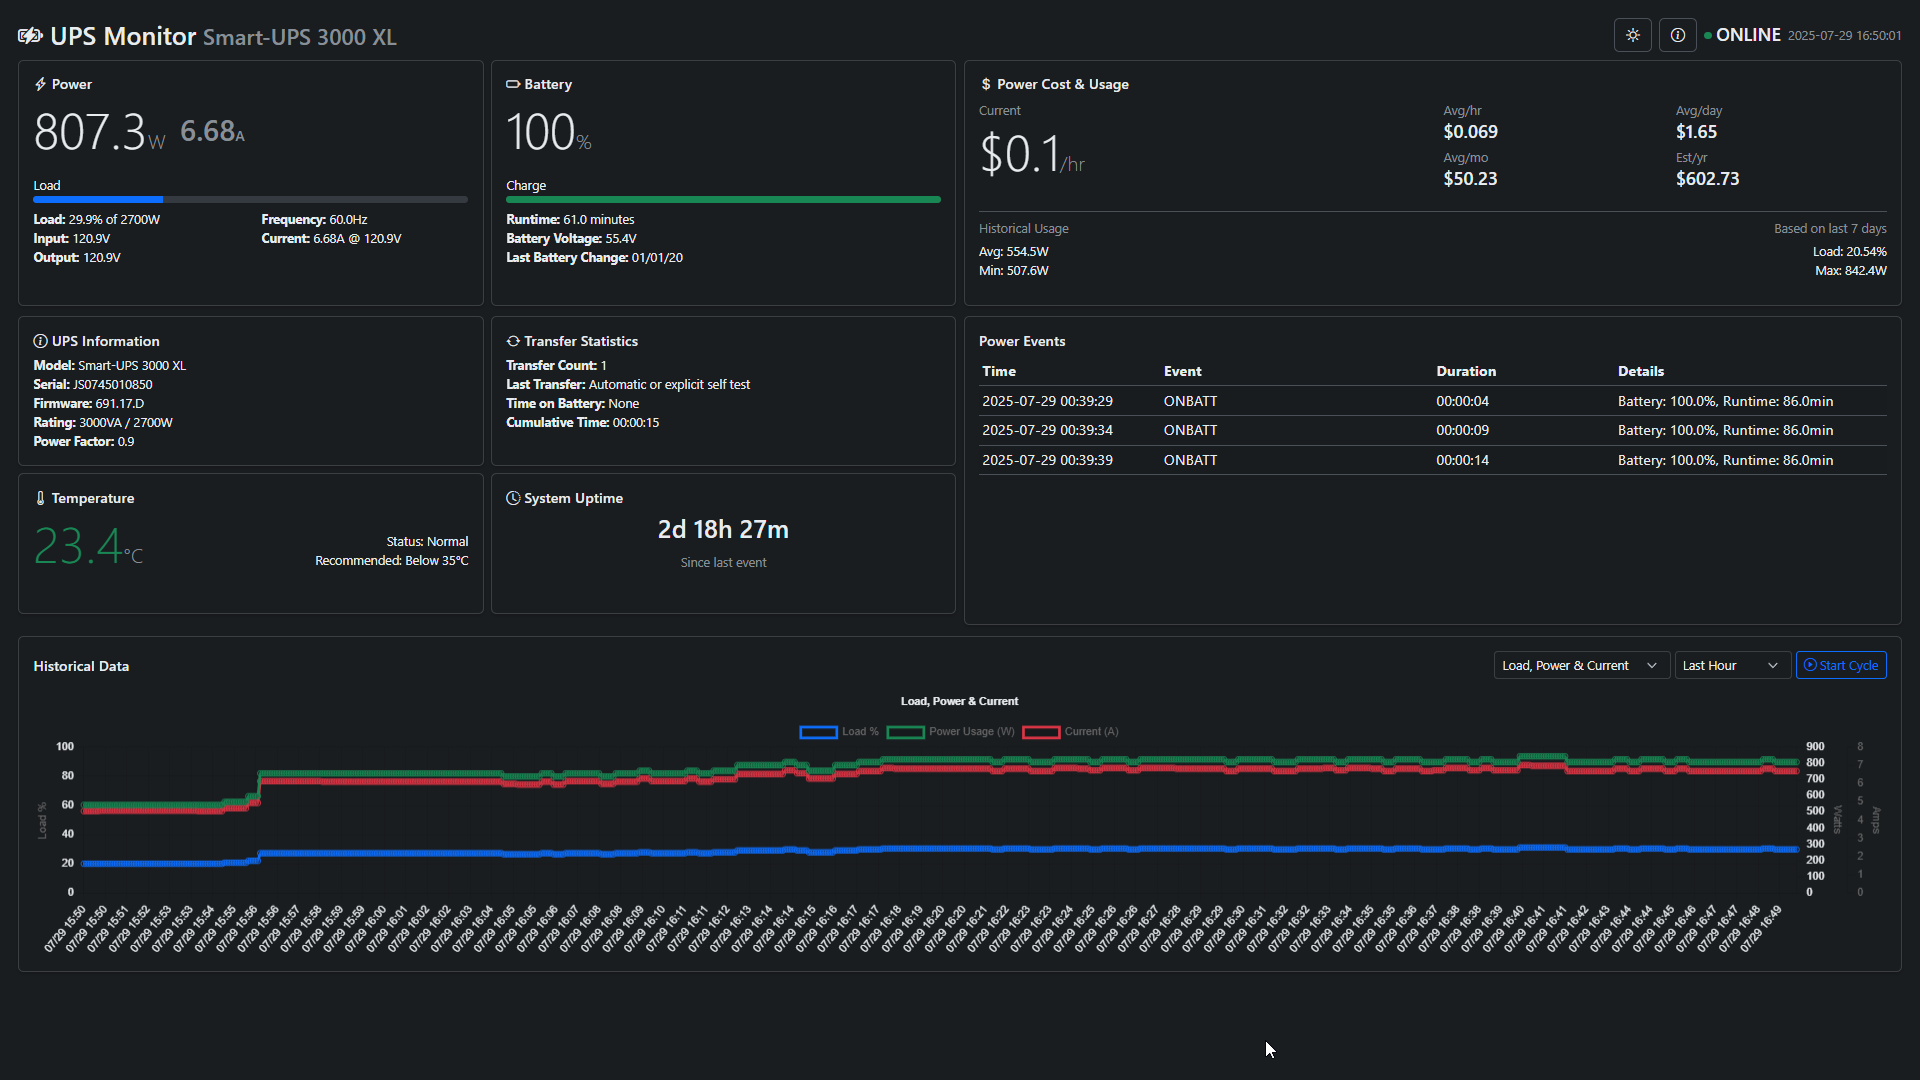 UPS Monitor Smart-UPS 3000 XL
ONLINE 2025-07-29 16:50:01
Power
807.3W 6.68A
Load
Load: 29.9% of 2700W
Frequency: 60.0Hz
Input: 120.9V
Current: 6.68A @ 120.9V
Output: 120.9V
Battery
100%
Charge
Runtime: 61.0 minutes
Battery Voltage: 55.4V
Last Battery Change: 01/01/20
$ Power Cost & Usage
Current
$0.1/hr
Avg/hr
$0.069
Avg/day
$1.65
Avg/mo
$50.23
Est/yr
$602.73
Historical Usage
Based on last 7 days
Avg: 554.5W
Load: 20.54%
Min: 507.6W
Max: 842.4W
UPS Information
Model: Smart-UPS 3000 XL
Serial: JS0745010850
Firmware: 691.17.D
Rating: 3000VA / 2700W
Power Factor: 0.9
Transfer Statistics
Transfer Count: 1
Last Transfer: Automatic or explicit self test
Time on Battery: None
Cumulative Time: 00:00:15
Power Events
Time Event Duration Details
2025-07-29 00:39:29 ONBATT 00:00:04 Battery: 100.0%, Runtime: 86.0min
2025-07-29 00:39:34 ONBATT 00:00:09 Battery: 100.0%, Runtime: 86.0min
2025-07-29 00:39:39 ONBATT 00:00:14 Battery: 100.0%, Runtime: 86.0min
Temperature
23.4°C
Status: Normal
Recommended: Below 35°C
System Uptime
2d 18h 27m
Since last event
Historical Data
Load, Power & Current
Last Hour
Start Cycle
Load, Power & Current
Load % Power Usage (W) Current (A)
Load %
100
80
60
40
20
0
900
800
700
600
500
400
300
200
100
0
Watts
8
7
6
5
4
3
2
1
0
Amps
07/29 15:50
07/29 15:50
07/29 15:51
07/29 15:52
07/29 15:53
07/29 15:53
07/29 15:54
07/29 15:55
07/29 15:56
07/29 15:56
07/29 15:57
07/29 15:58
07/29 15:59
07/29 15:59
07/29 16:00
07/29 16:01
07/29 16:02
07/29 16:02
07/29 16:03
07/29 16:04
07/29 16:05
07/29 16:05
07/29 16:06
07/29 16:07
07/29 16:08
07/29 16:08
07/29 16:09
07/29 16:10
07/29 16:11
07/29 16:11
07/29 16:12
07/29 16:13
07/29 16:14
07/29 16:14
07/29 16:15
07/29 16:16
07/29 16:17
07/29 16:17
07/29 16:18
07/29 16:19
07/29 16:20
07/29 16:20
07/29 16:21
07/29 16:22
07/29 16:23
07/29 16:23
07/29 16:24
07/29 16:25
07/29 16:26
07/29 16:26
07/29 16:27
07/29 16:28
07/29 16:29
07/29 16:29
07/29 16:30
07/29 16:31
07/29 16:32
07/29 16:32
07/29 16:33
07/29 16:34
07/29 16:35
07/29 16:35
07/29 16:36
07/29 16:37
07/29 16:38
07/29 16:38
07/29 16:39
07/29 16:40
07/29 16:41
07/29 16:41
07/29 16:42
07/29 16:43
07/29 16:44
07/29 16:44
07/29 16:45
07/29 16:46
07/29 16:47
07/29 16:47
07/29 16:48
07/29 16:49